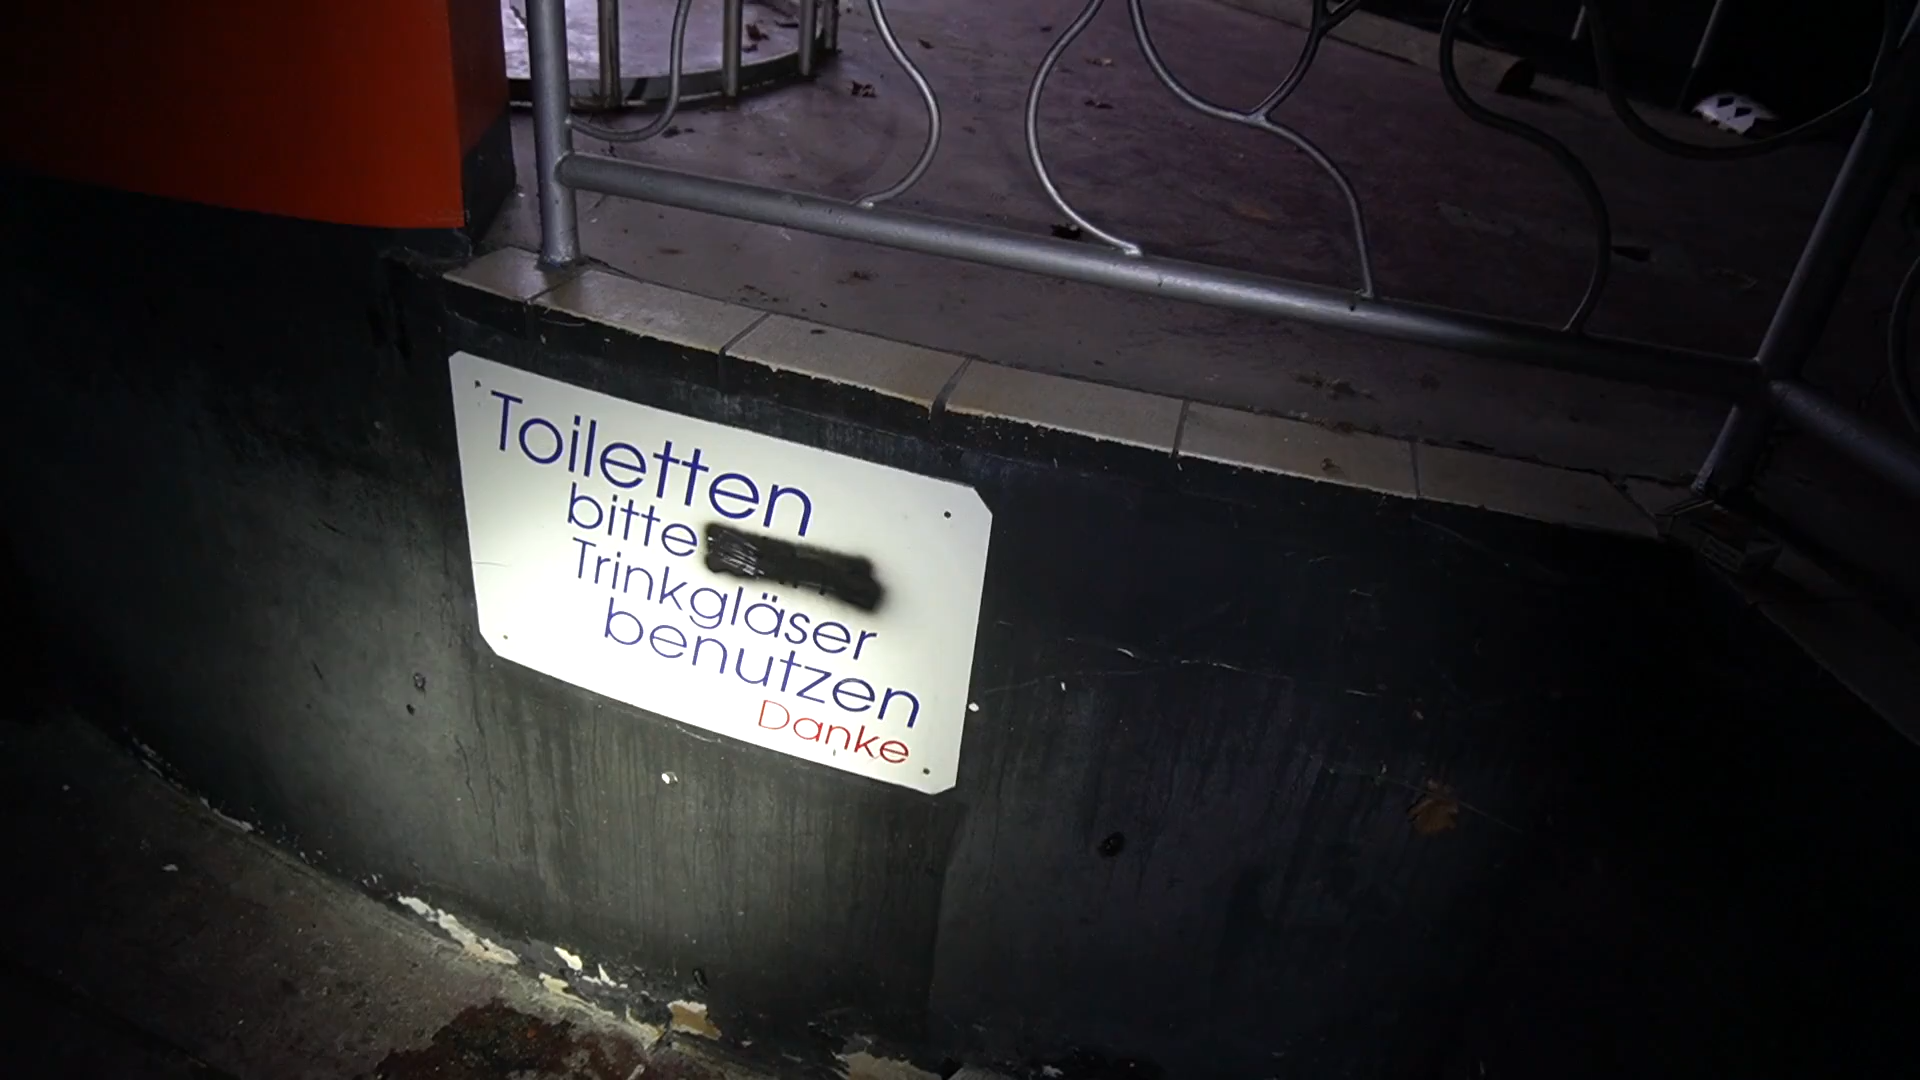 Toiletten
bitte
Trinkgläser
benutzen
Danke